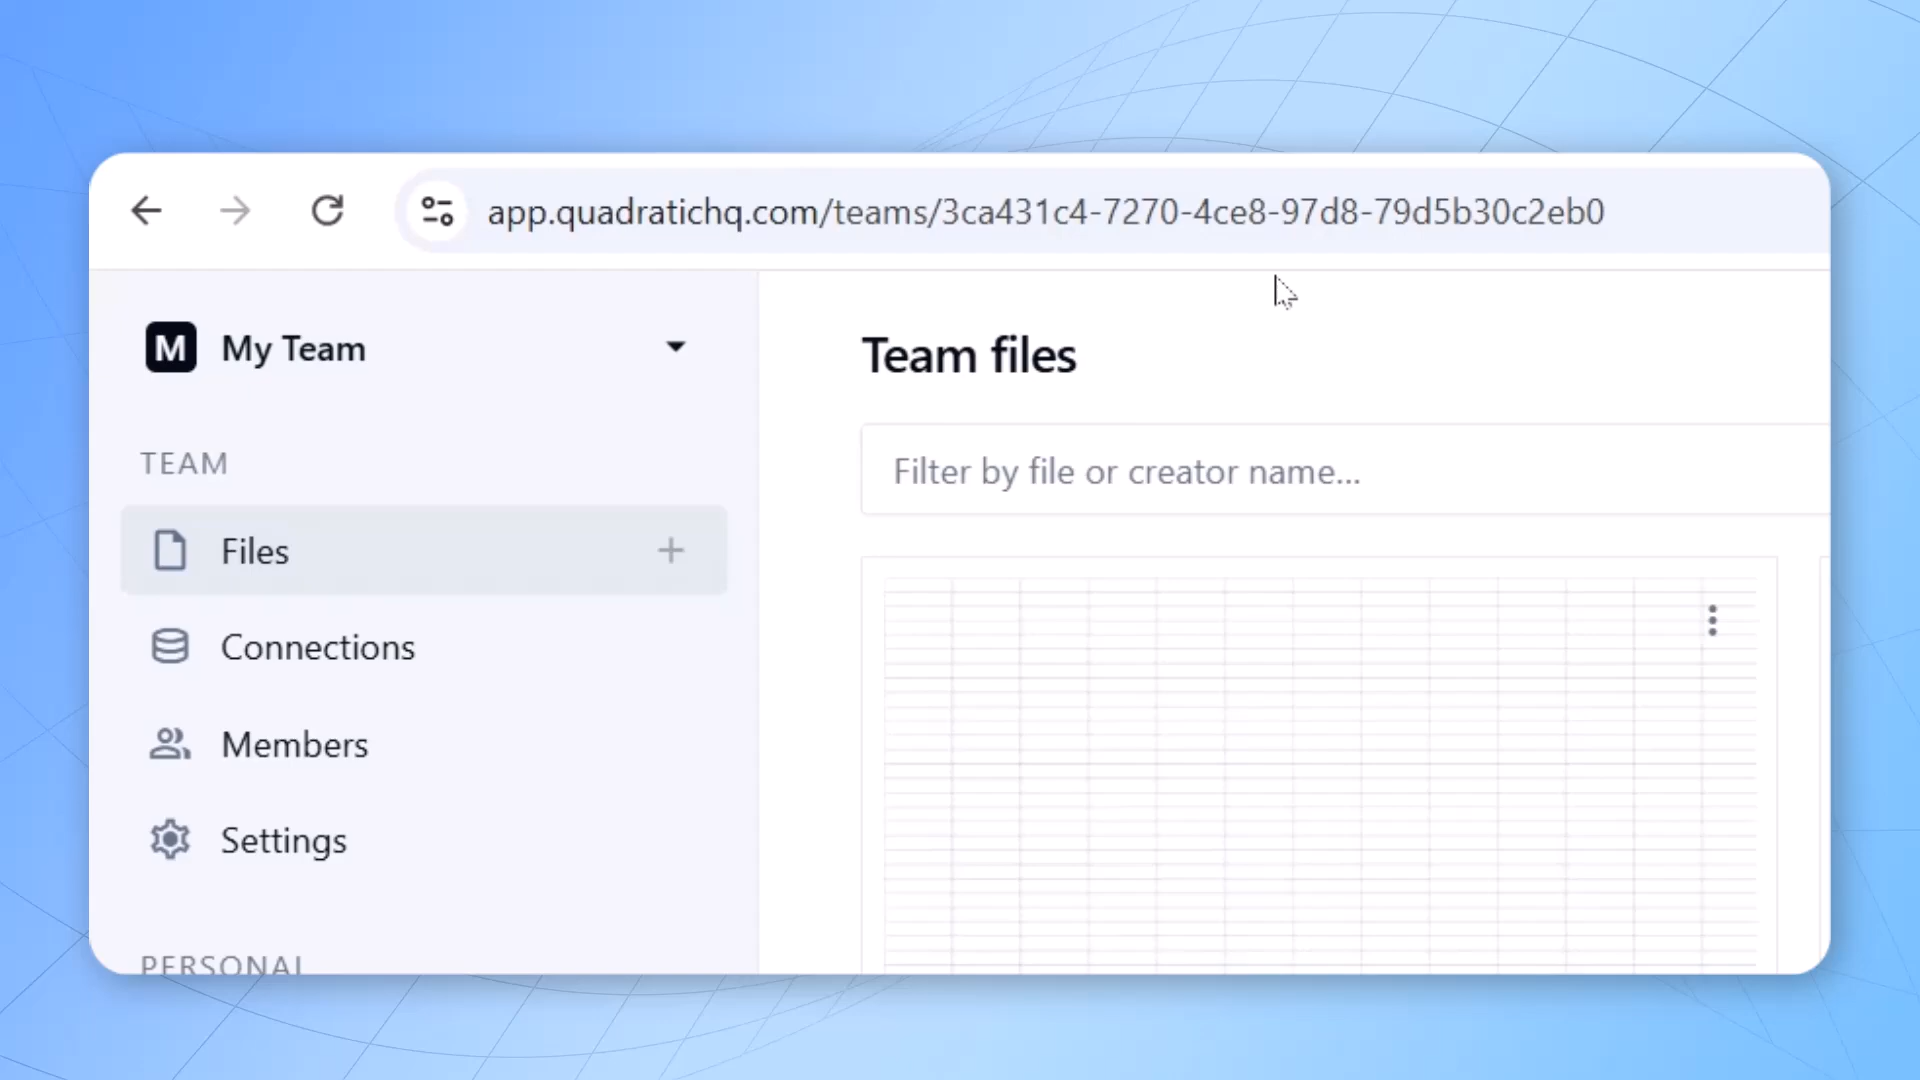 app.quadratichq.com/teams/3ca431c4-7270-4ce8-97d8-79d5b30c2eb0
M My Team
TEAM
Files
Connections
Members
Settings
PERSONAL
Team files
Filter by file or creator name...